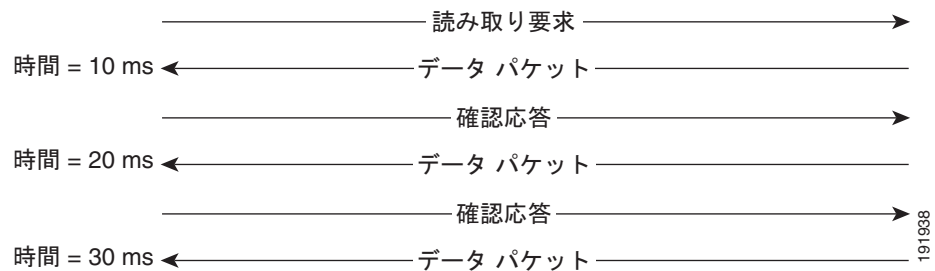 読み取り要求
時間 = 10 ms
データ パケット
確認応答
時間 = 20 ms
データ パケット
確認応答
時間 = 30 ms
データ パケット
191938